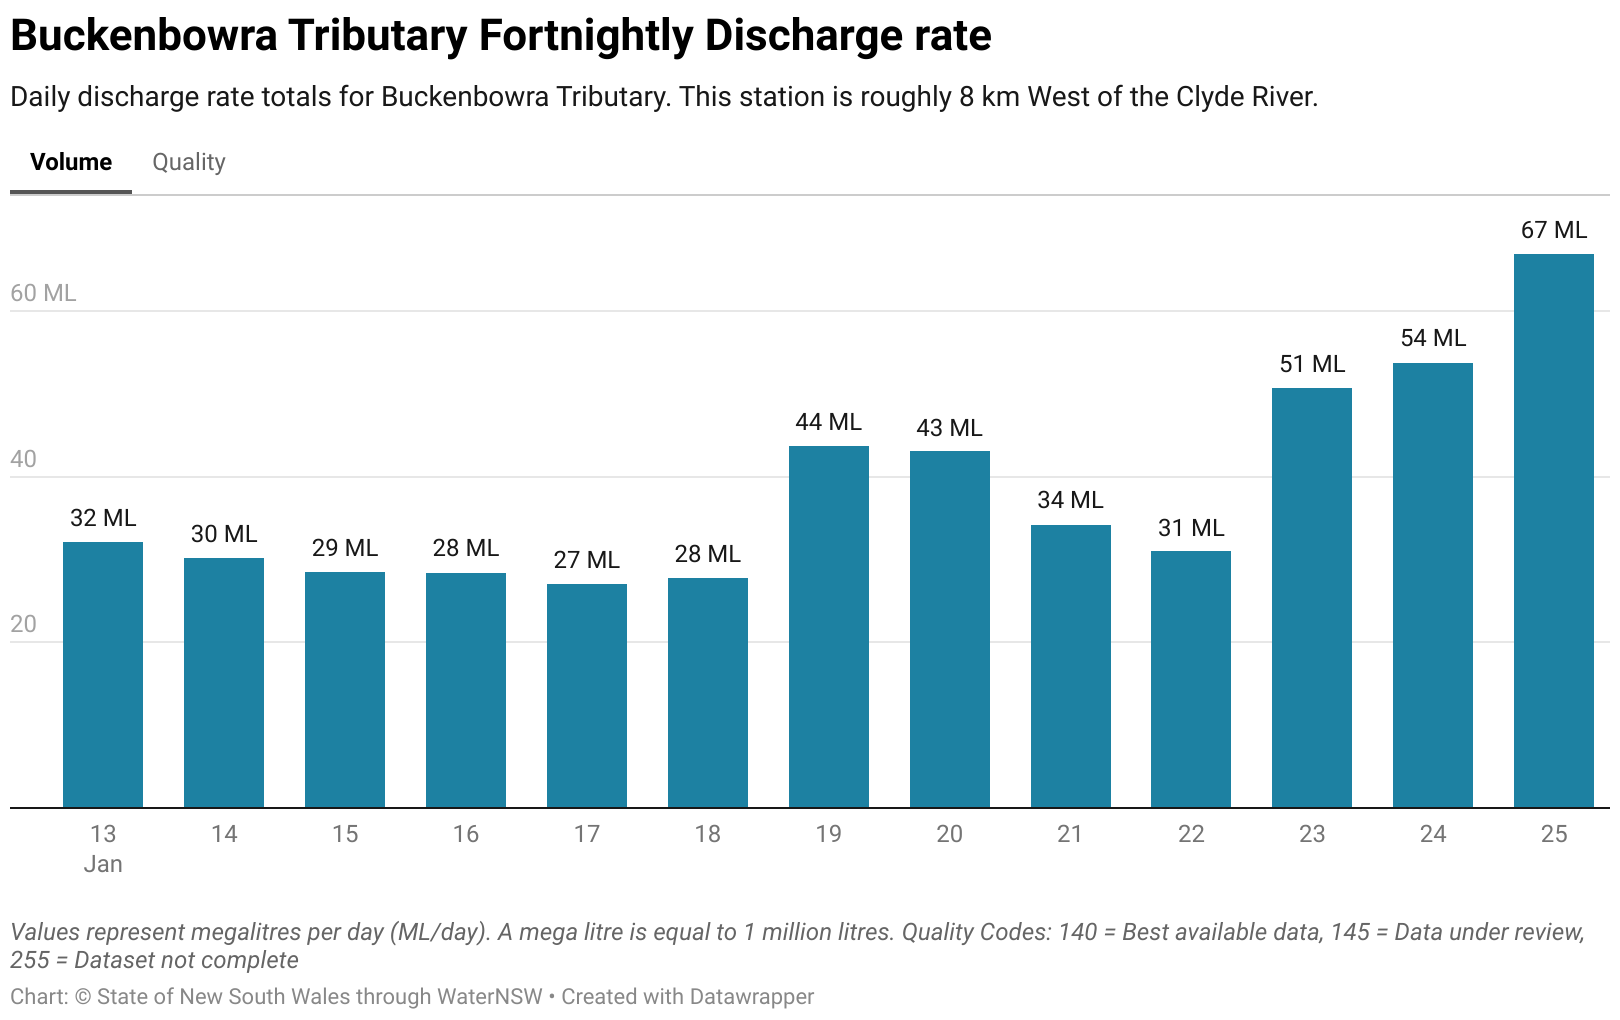 Buckenbowra Tributary Fortnightly Discharge rate
Daily discharge rate totals for Buckenbowra Tributary. This station is roughly 8 km West of the Clyde River.
Volume Quality
67 ML
60 ML
54 ML
51 ML
44 ML
43 ML
40
34 ML
32 ML
31 ML
30 ML
29 ML
28 ML
27 ML
28 ML
20
13 14 15 16 17 18 19 20 21 22 23 24 25
Jan
Values represent megalitres per day (ML/day). A mega litre is equal to 1 million litres. Quality Codes: 140 = Best available data, 145 = Data under review,
255 = Dataset not complete
Chart: © State of New South Wales through WaterNSW • Created with Datawrapper